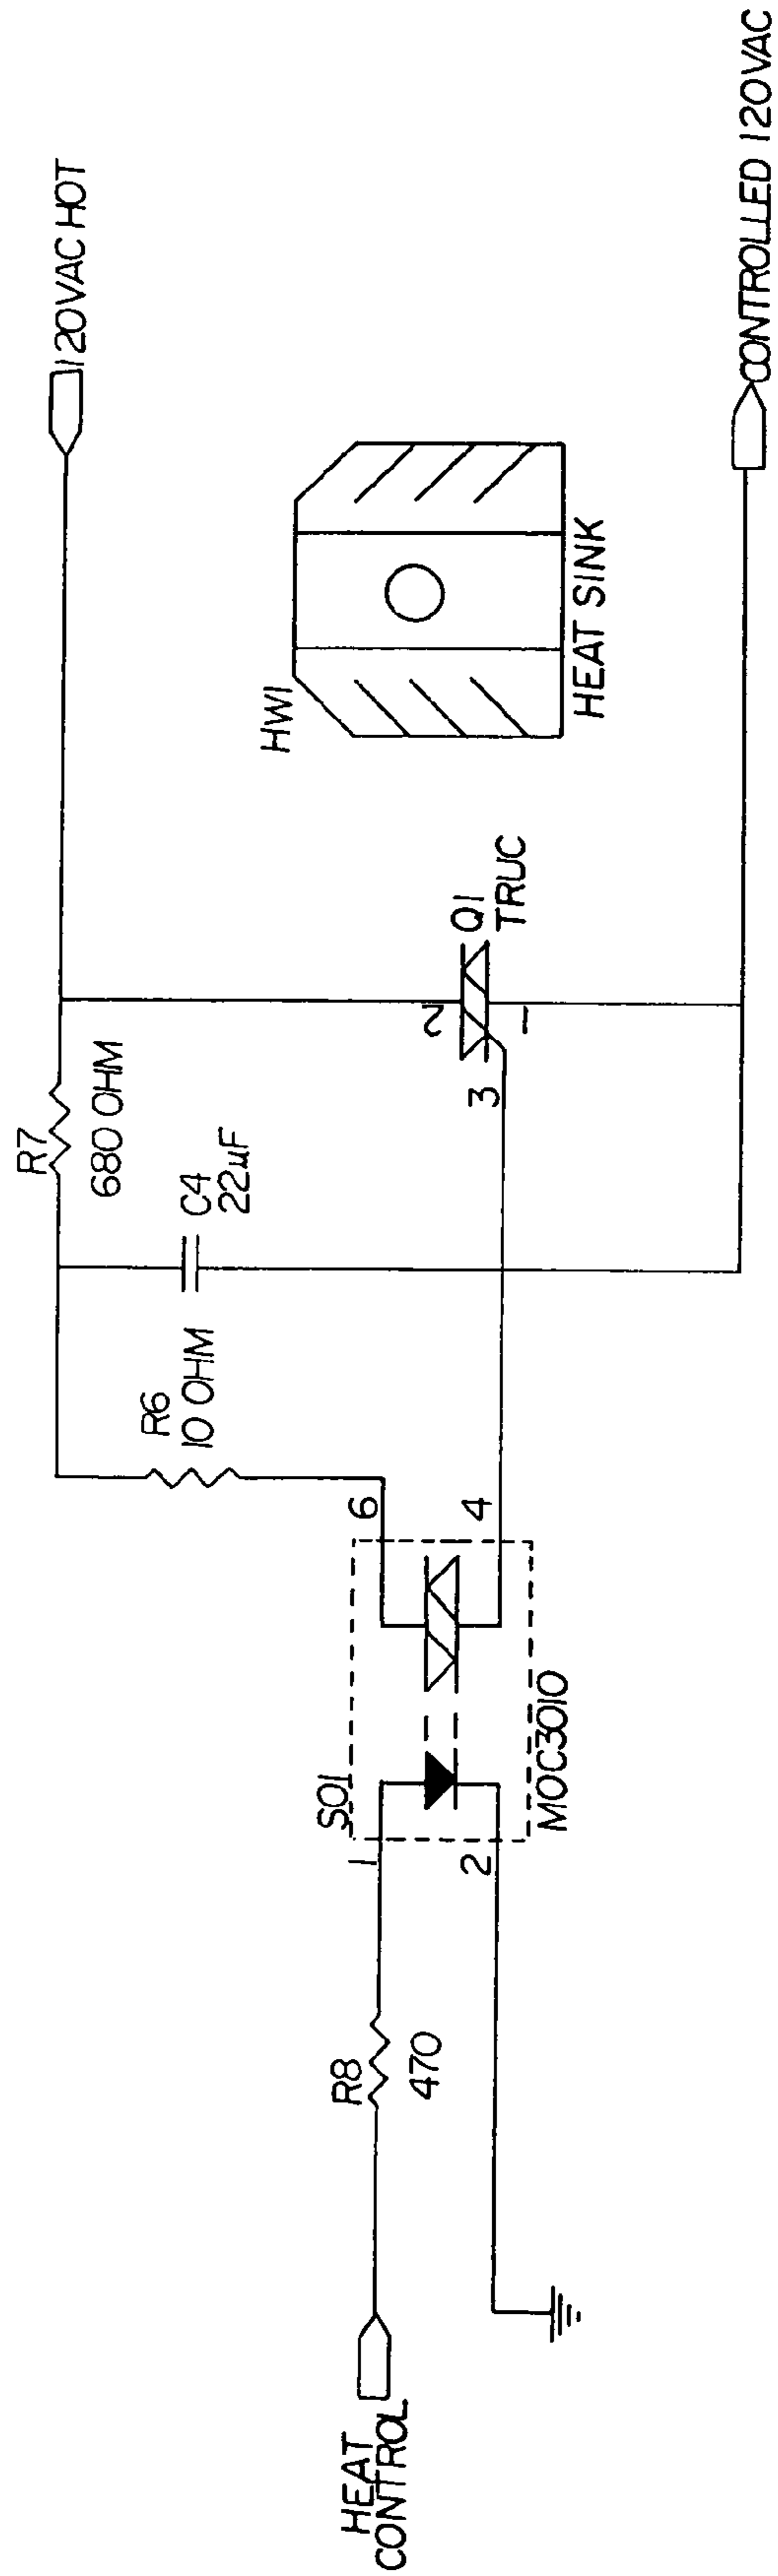 120VAC HOT
R7
680 OHM
C4
22uF
R6
10 OHM
HW1
HEAT SINK
Q1
TRUC
2
1
3
6
4
SO1
MOC3010
1
2
R8
470
HEAT
CONTROL
CONTROLLED 120VAC